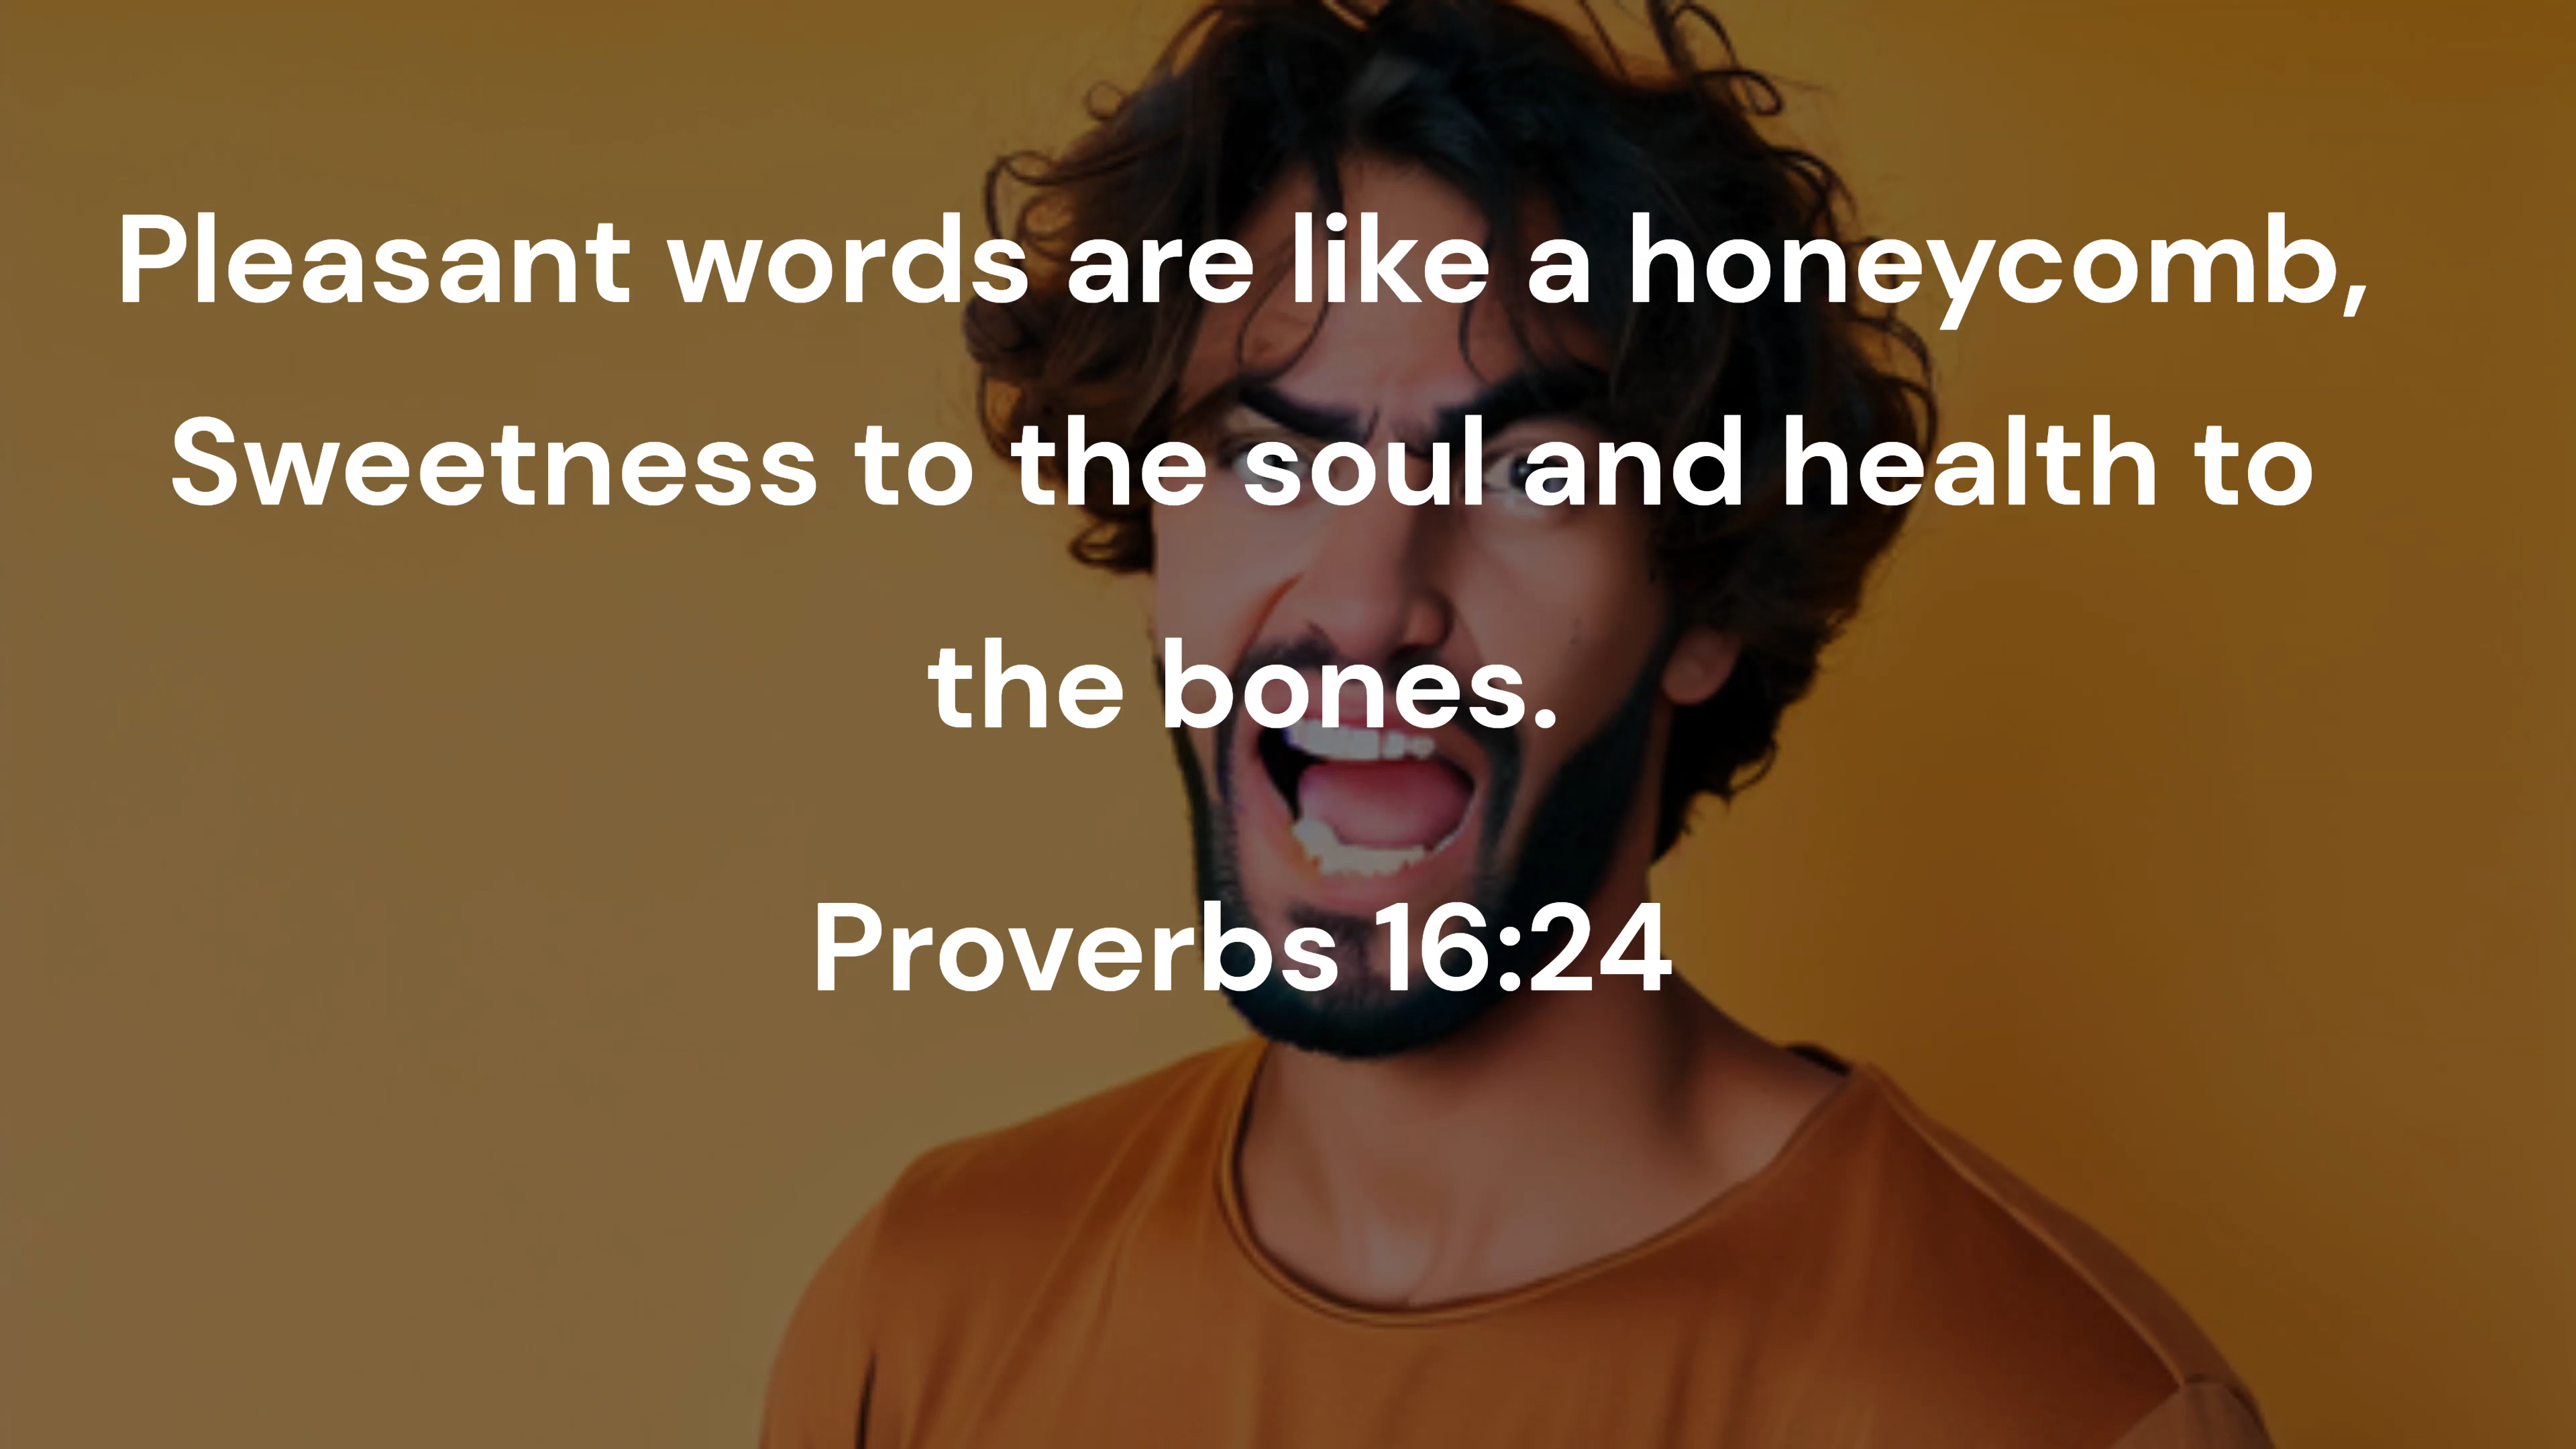 Pleasant words are like a honeycomb,
Sweetness to the soul and health to
the bones.
Proverbs 16:24